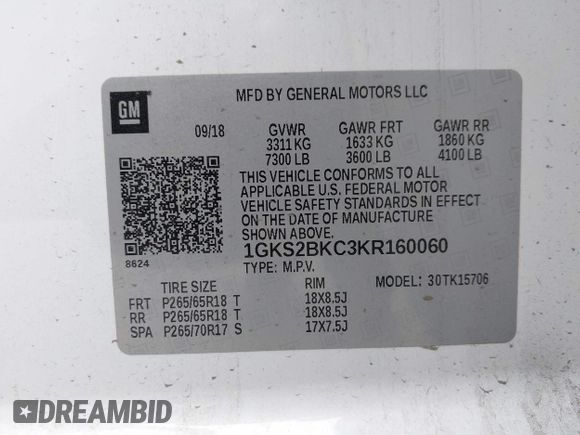 GM
MFD BY GENERAL MOTORS LLC
09/18 GVWR GAWR FRT GAWR RR
3311 KG 1633 KG 1860 KG
7300 LB 3600 LB 4100 LB
THIS VEHICLE CONFORMS TO ALL
APPLICABLE U.S. FEDERAL MOTOR
VEHICLE SAFETY STANDARDS IN EFFECT
ON THE DATE OF MANUFACTURE
SHOWN ABOVE.
1GKS2BKC3KR160060
8624
TYPE: M.P.V.
MODEL: 30TK15706
TIRE SIZE RIM
FRT P265/65R18 T 18X8.5J
RR P265/65R18 T 18X8.5J
SPA P265/70R17 S 17X7.5J
DREAMBID